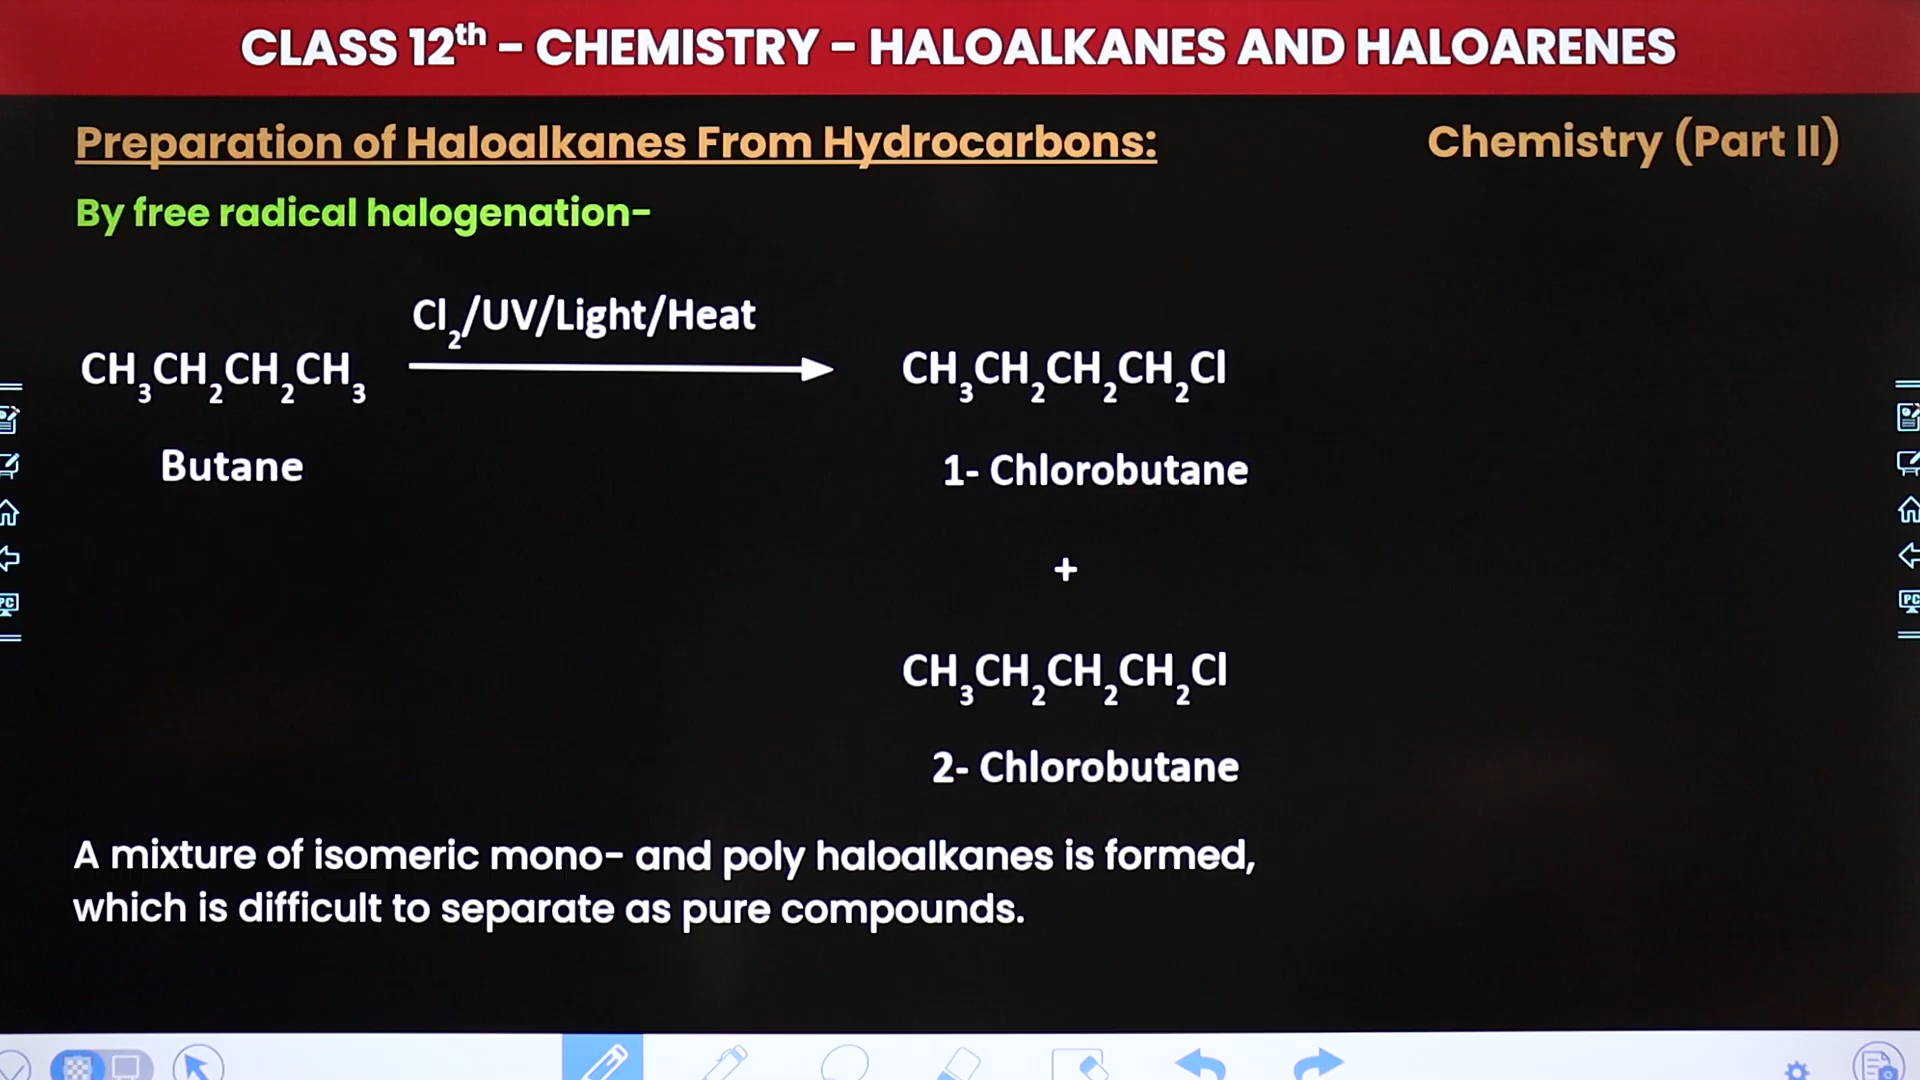 CLASS 12th – CHEMISTRY – HALOALKANES AND HALOARENES
Preparation of Haloalkanes From Hydrocarbons:
Chemistry (Part II)
By free radical halogenation-
Cl2/UV/Light/Heat
CH3CH2CH2CH3
CH3CH2CH2CH2Cl
Butane
1- Chlorobutane
+
CH3CH2CH2CH2Cl
2- Chlorobutane
A mixture of isomeric mono- and poly haloalkanes is formed,
which is difficult to separate as pure compounds.
PC
PC